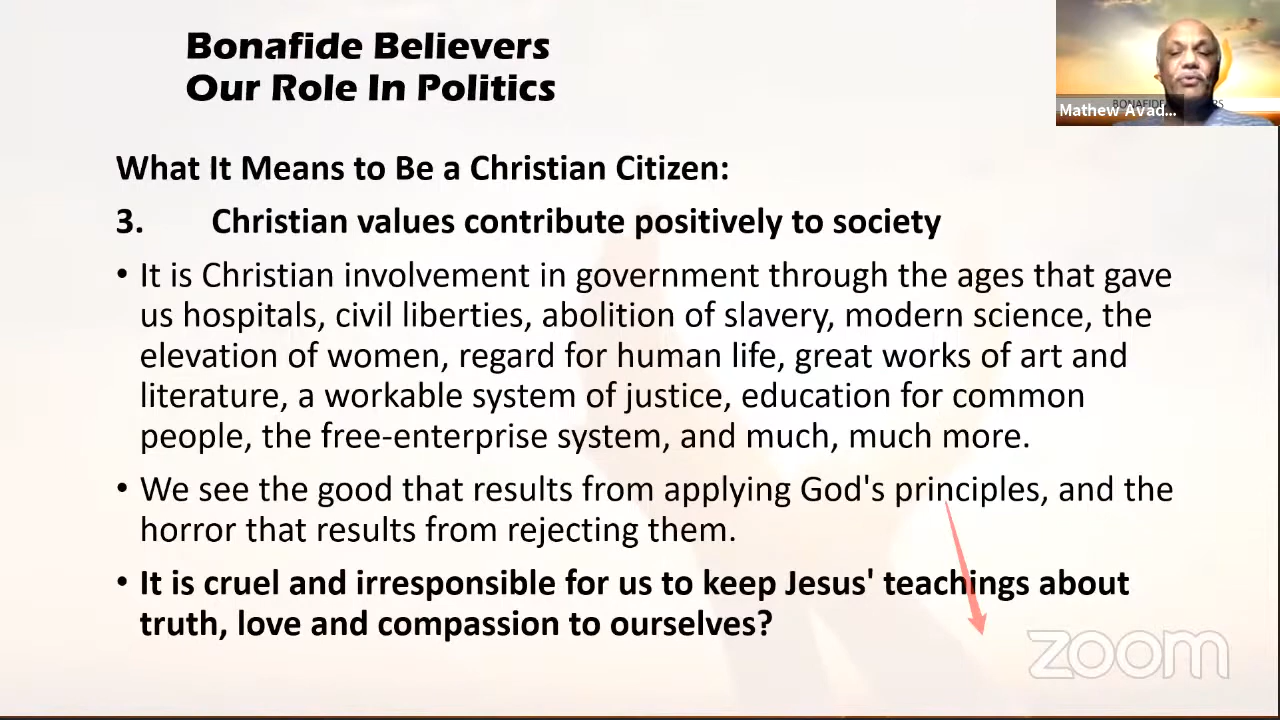 Bonafide Believers
Our Role In Politics
BONAFIDE
Mathew Avad...
What It Means to Be a Christian Citizen:
3. Christian values contribute positively to society
• It is Christian involvement in government through the ages that gave
us hospitals, civil liberties, abolition of slavery, modern science, the
elevation of women, regard for human life, great works of art and
literature, a workable system of justice, education for common
people, the free-enterprise system, and much, much more.
• We see the good that results from applying God's principles, and the
horror that results from rejecting them.
• It is cruel and irresponsible for us to keep Jesus' teachings about
truth, love and compassion to ourselves?
zoom